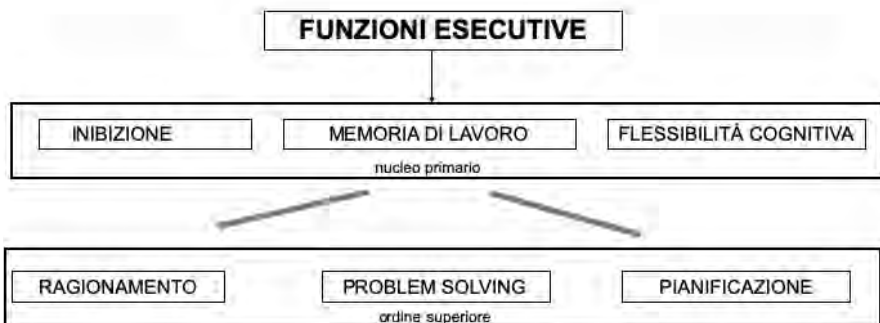 FUNZIONI ESECUTIVE
INIBIZIONE MEMORIA DI LAVORO FLESSIBILITÀ COGNITIVA
nucleo primario
RAGIONAMENTO PROBLEM SOLVING PIANIFICAZIONE
ordine superiore